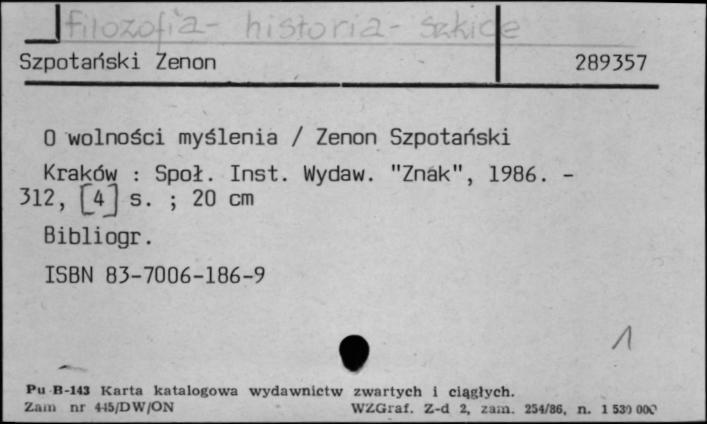 filozofia - historia - szkice
Szpotański Zenon 289357
O wolności myślenia / Zenon Szpotański
Kraków : Społ. Inst. Wydaw. "Znak", 1986. -
312, [4] s. ; 20 cm
Bibliogr.
ISBN 83-7006-186-9
1
Pu B-143 Karta katalogowa wydawnictw zwartych i ciągłych.
Zam nr 445/DW/ON WZGraf. Z-d 2, zam. 254/86, n. 1 530 000